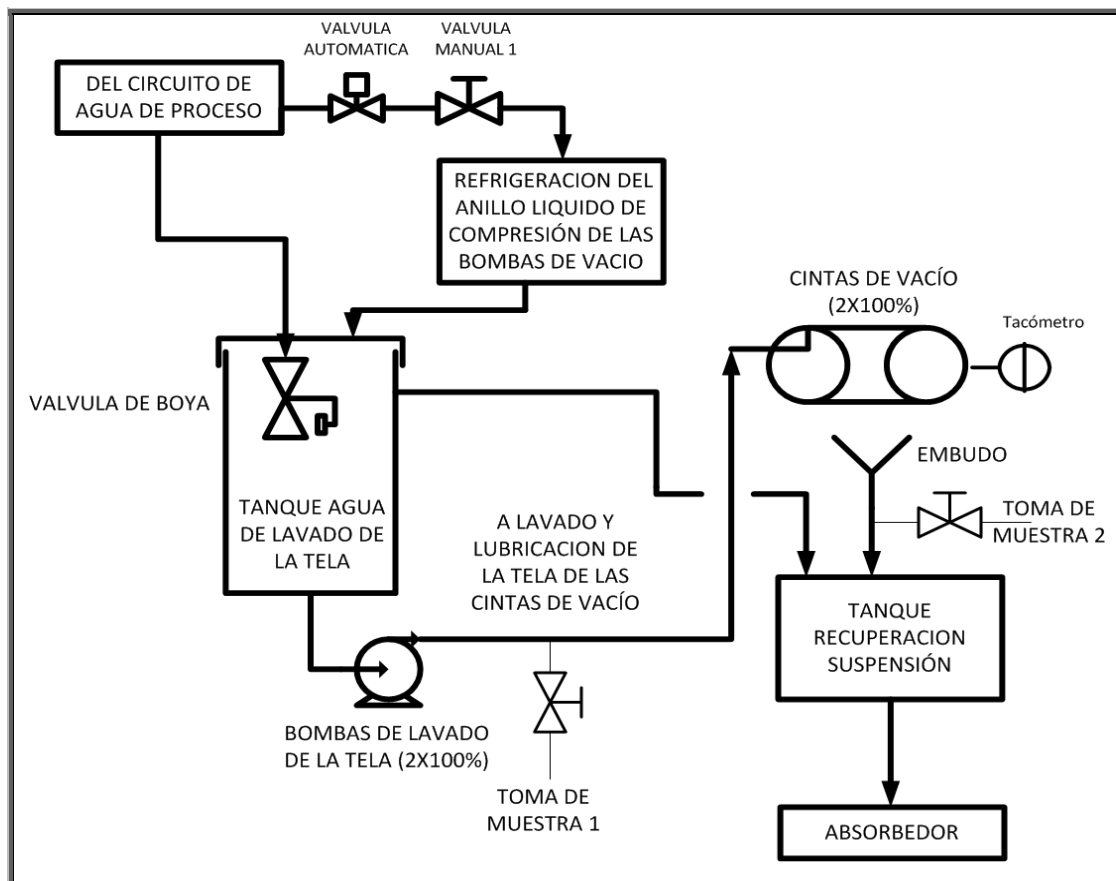 VALVULA
AUTOMATICA
VALVULA
MANUAL 1
DEL CIRCUITO DE
AGUA DE PROCESO
REFRIGERACION DEL
ANILLO LIQUIDO DE
COMPRESIÓN DE LAS
BOMBAS DE VACIO
CINTAS DE VACÍO
(2X100%)
Tacómetro
VALVULA DE BOYA
EMBUDO
TANQUE AGUA
DE LAVADO DE
LA TELA
A LAVADO Y
LUBRICACION DE
LA TELA DE LAS
CINTAS DE VACÍO
TOMA DE
MUESTRA 2
TANQUE
RECUPERACION
SUSPENSIÓN
BOMBAS DE LAVADO
DE LA TELA (2X100%)
TOMA DE
MUESTRA 1
ABSORBEDOR